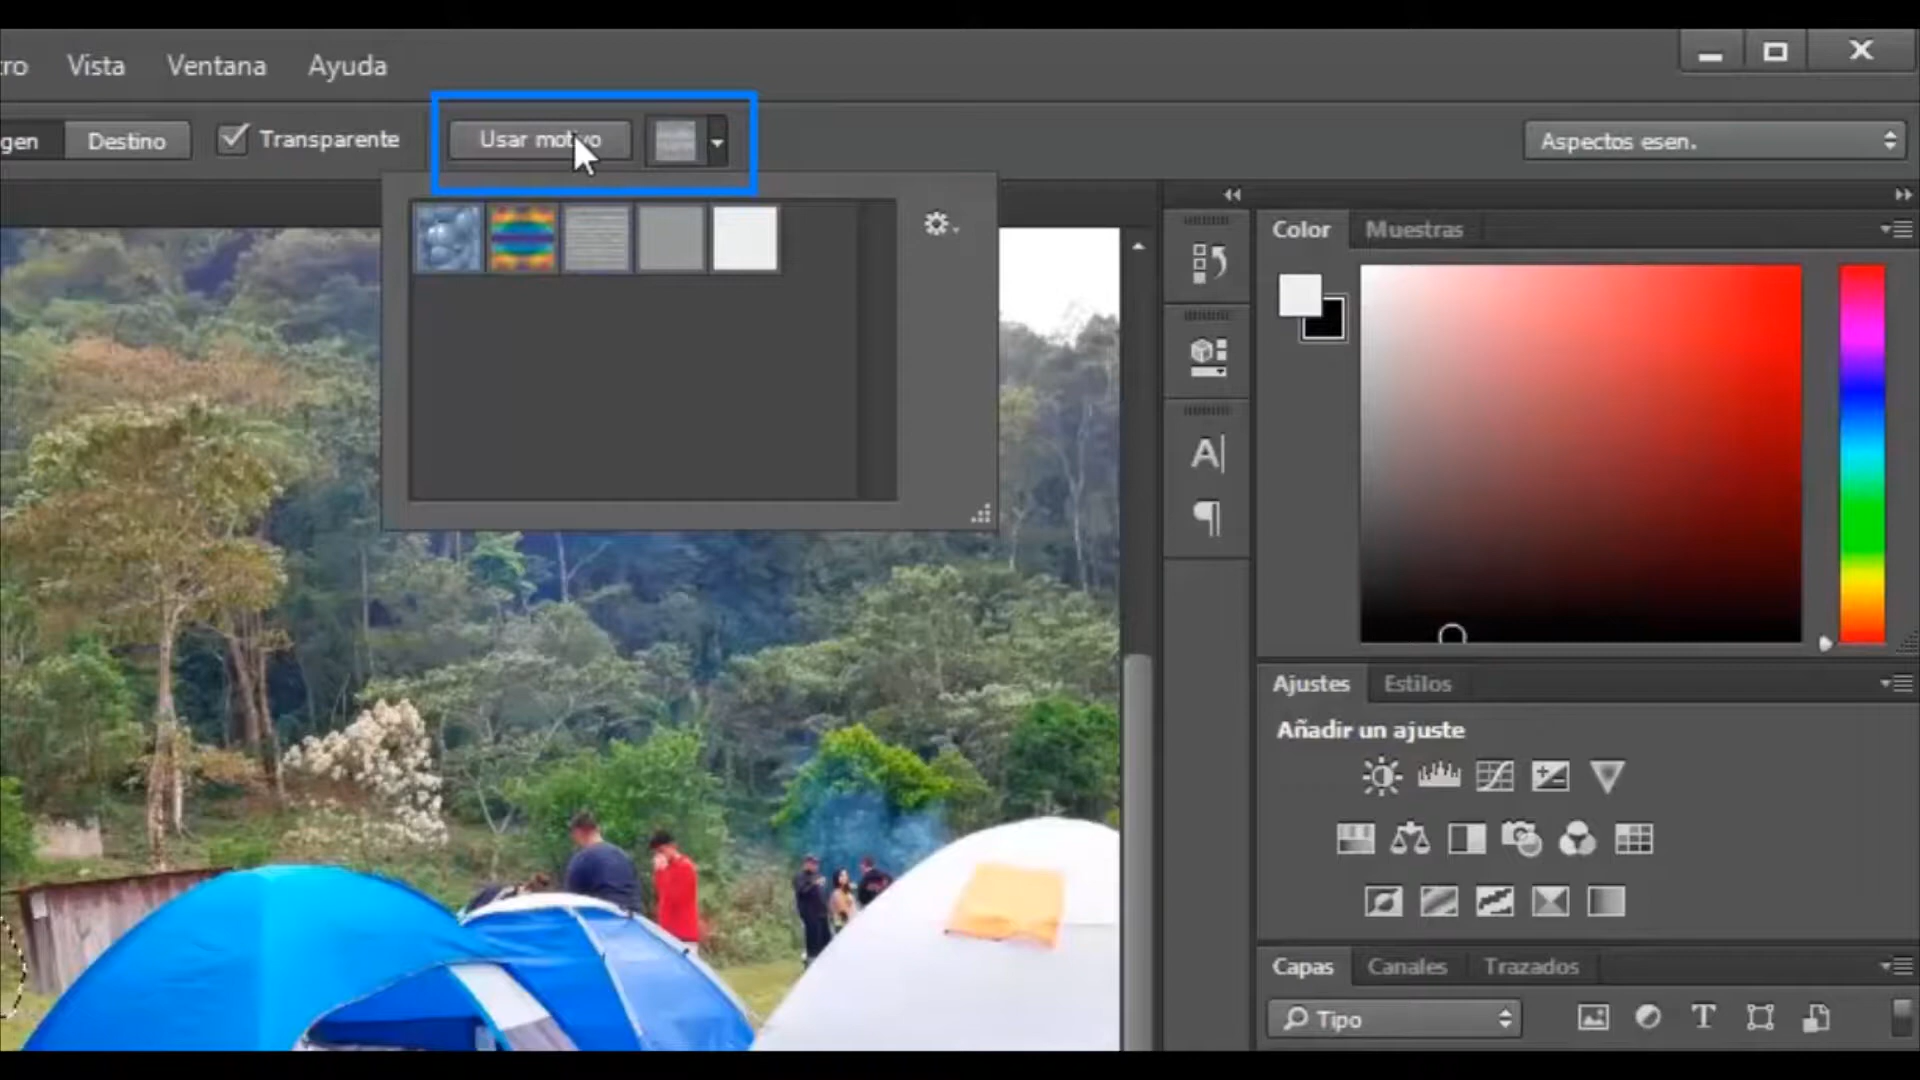 ro Vista Ventana Ayuda
gen Destino Transparente Usar motivo Aspectos esen.
Color Muestras
A
Ajustes Estilos
Añadir un ajuste
Capas Canales Trazados
Tipo T